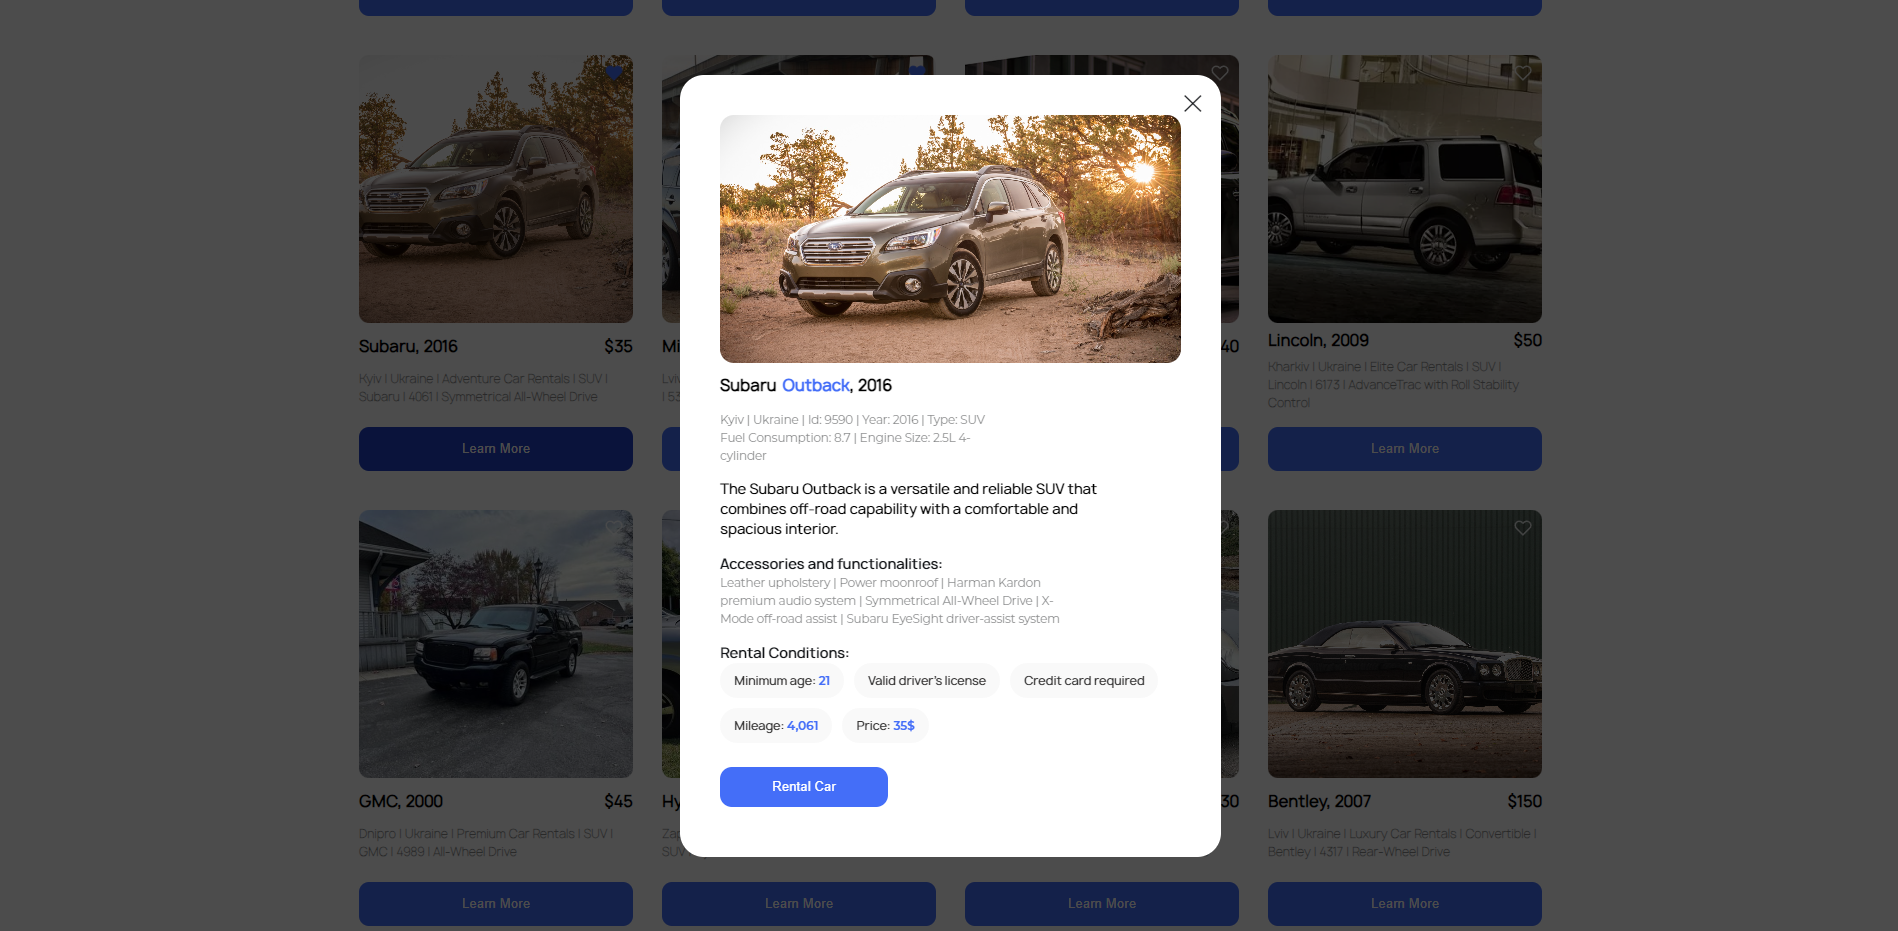 Subaru, 2016 $35
Kyiv | Ukraine | Adventure Car Rentals | SUV |
Subaru | 4061 | Symmetrical All-Wheel Drive
Learn More
Lincoln, 2009 $50
Kharkiv | Ukraine | Elite Car Rentals | SUV |
Lincoln | 6173 | AdvanceTrac with Roll Stability
Control
Learn More
Subaru Outback, 2016
Kyiv | Ukraine | Id: 9590 | Year: 2016 | Type: SUV
Fuel Consumption: 8.7 | Engine Size: 2.5L 4-
cylinder
The Subaru Outback is a versatile and reliable SUV that
combines off-road capability with a comfortable and
spacious interior.
Accessories and functionalities:
Leather upholstery | Power moonroof | Harman Kardon
premium audio system | Symmetrical All-Wheel Drive | X-
Mode off-road assist | Subaru EyeSight driver-assist system
Rental Conditions:
Minimum age: 21 Valid driver's license Credit card required
Mileage: 4,061 Price: 35$
Rental Car
GMC, 2000 $45
Dnipro | Ukraine | Premium Car Rentals | SUV |
GMC | 4989 | All-Wheel Drive
Learn More
Learn More
Learn More
Bentley, 2007 $150
Lviv | Ukraine | Luxury Car Rentals | Convertible |
Bentley | 4317 | Rear-Wheel Drive
Learn More